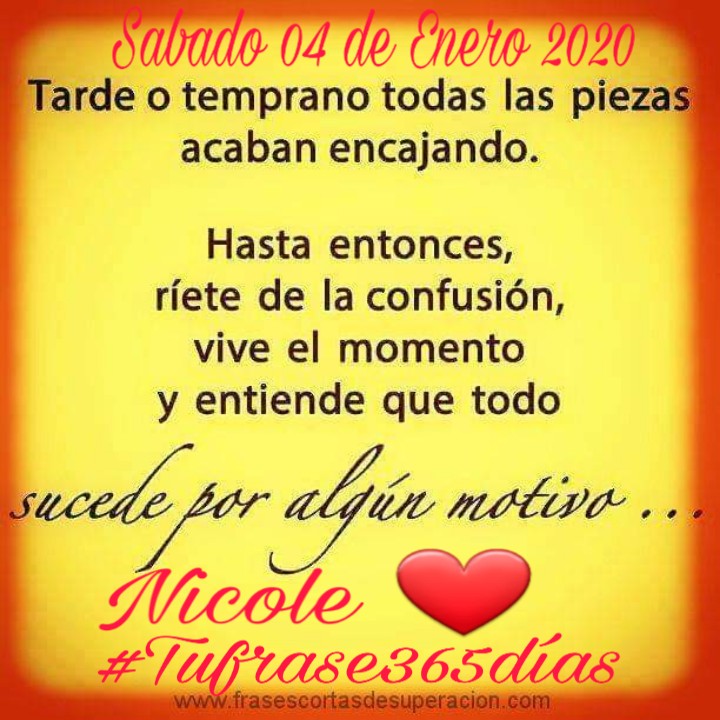 Sabado 04 de Enero 2020
Tarde o temprano todas las piezas
acaban encajando.
Hasta entonces,
ríete de la confusión,
vive el momento
y entiende que todo
sucede por algún motivo ...
Nicole
#Tufrase365días
www.frasescortasdesuperacion.com